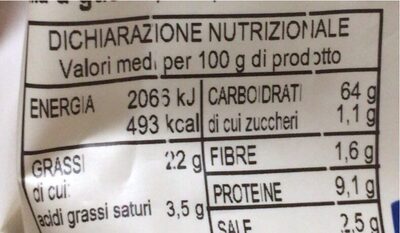 DICHIARAZIONE NUTRIZIONALE
Valori medi per 100 g di prodotto
ENERGIA 2066 kJ
493 kcal
GRASSI 22 g
di cui:
acidi grassi saturi 3,5 g
CARBOIDRATI 64 g
di cui zuccheri 1,1 g
FIBRE 1,6 g
PROTEINE 9,1 g
SALE 2,5 g